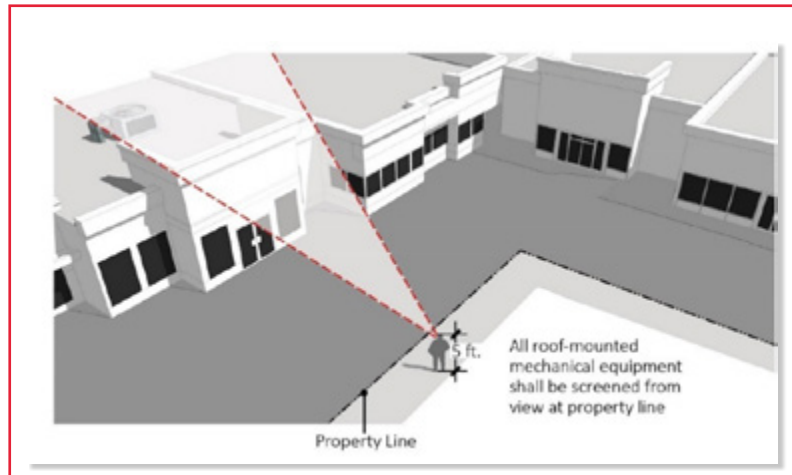 5 ft.
All roof-mounted
mechanical equipment
shall be screened from
view at property line
Property Line